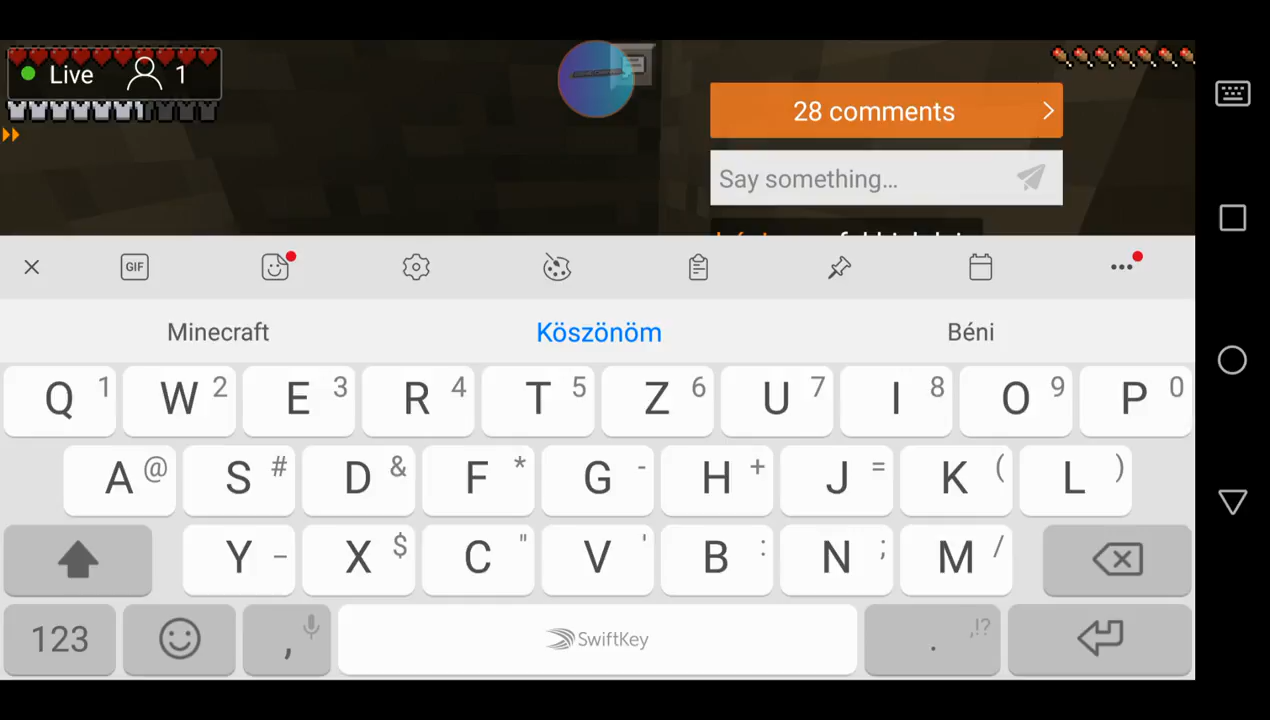 Live 1
28 comments
Say something...
GIF
Minecraft Köszönöm Béni
Q 1 W 2 E 3 R 4 T 5 Z 6 U 7 I 8 O 9 P 0
A @ S # D & F * G - H + J = K ( L )
Y – X $ C " V ' B : N ; M /
123 , SwiftKey . ,!?